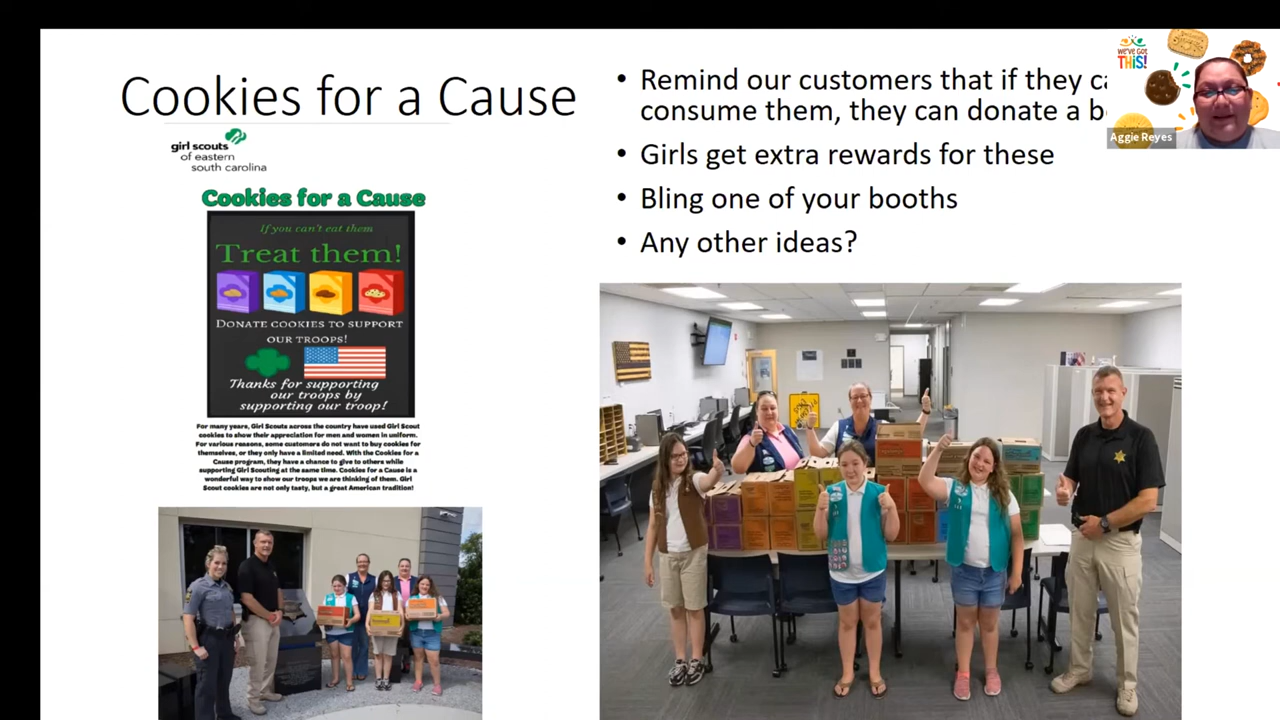 Cookies for a Cause
girl scouts
of eastern
south carolina
Cookies for a Cause
If you can't eat them
Treat them!
DONATE COOKIES TO SUPPORT
OUR TROOPS!
Thanks for supporting
our troops by
supporting our troop!
For many years, Girl Scouts across the country have used Girl Scout
cookies to show their appreciation for men and women in uniform.
For various reasons, some customers do not want to buy cookies for
themselves, or they only have a limited need. With the Cookies for a
Cause program, they have a chance to give to others while
supporting Girl Scouting at the same time. Cookies for a Cause is a
wonderful way to show our troops we are thinking of them. Girl
Scout cookies are not only tasty, but a great American tradition!
• Remind our customers that if they
consume them, they can donate a
• Girls get extra rewards for these
• Bling one of your booths
• Any other ideas?
WE'VE GOT
THIS!
Aggie Reyes